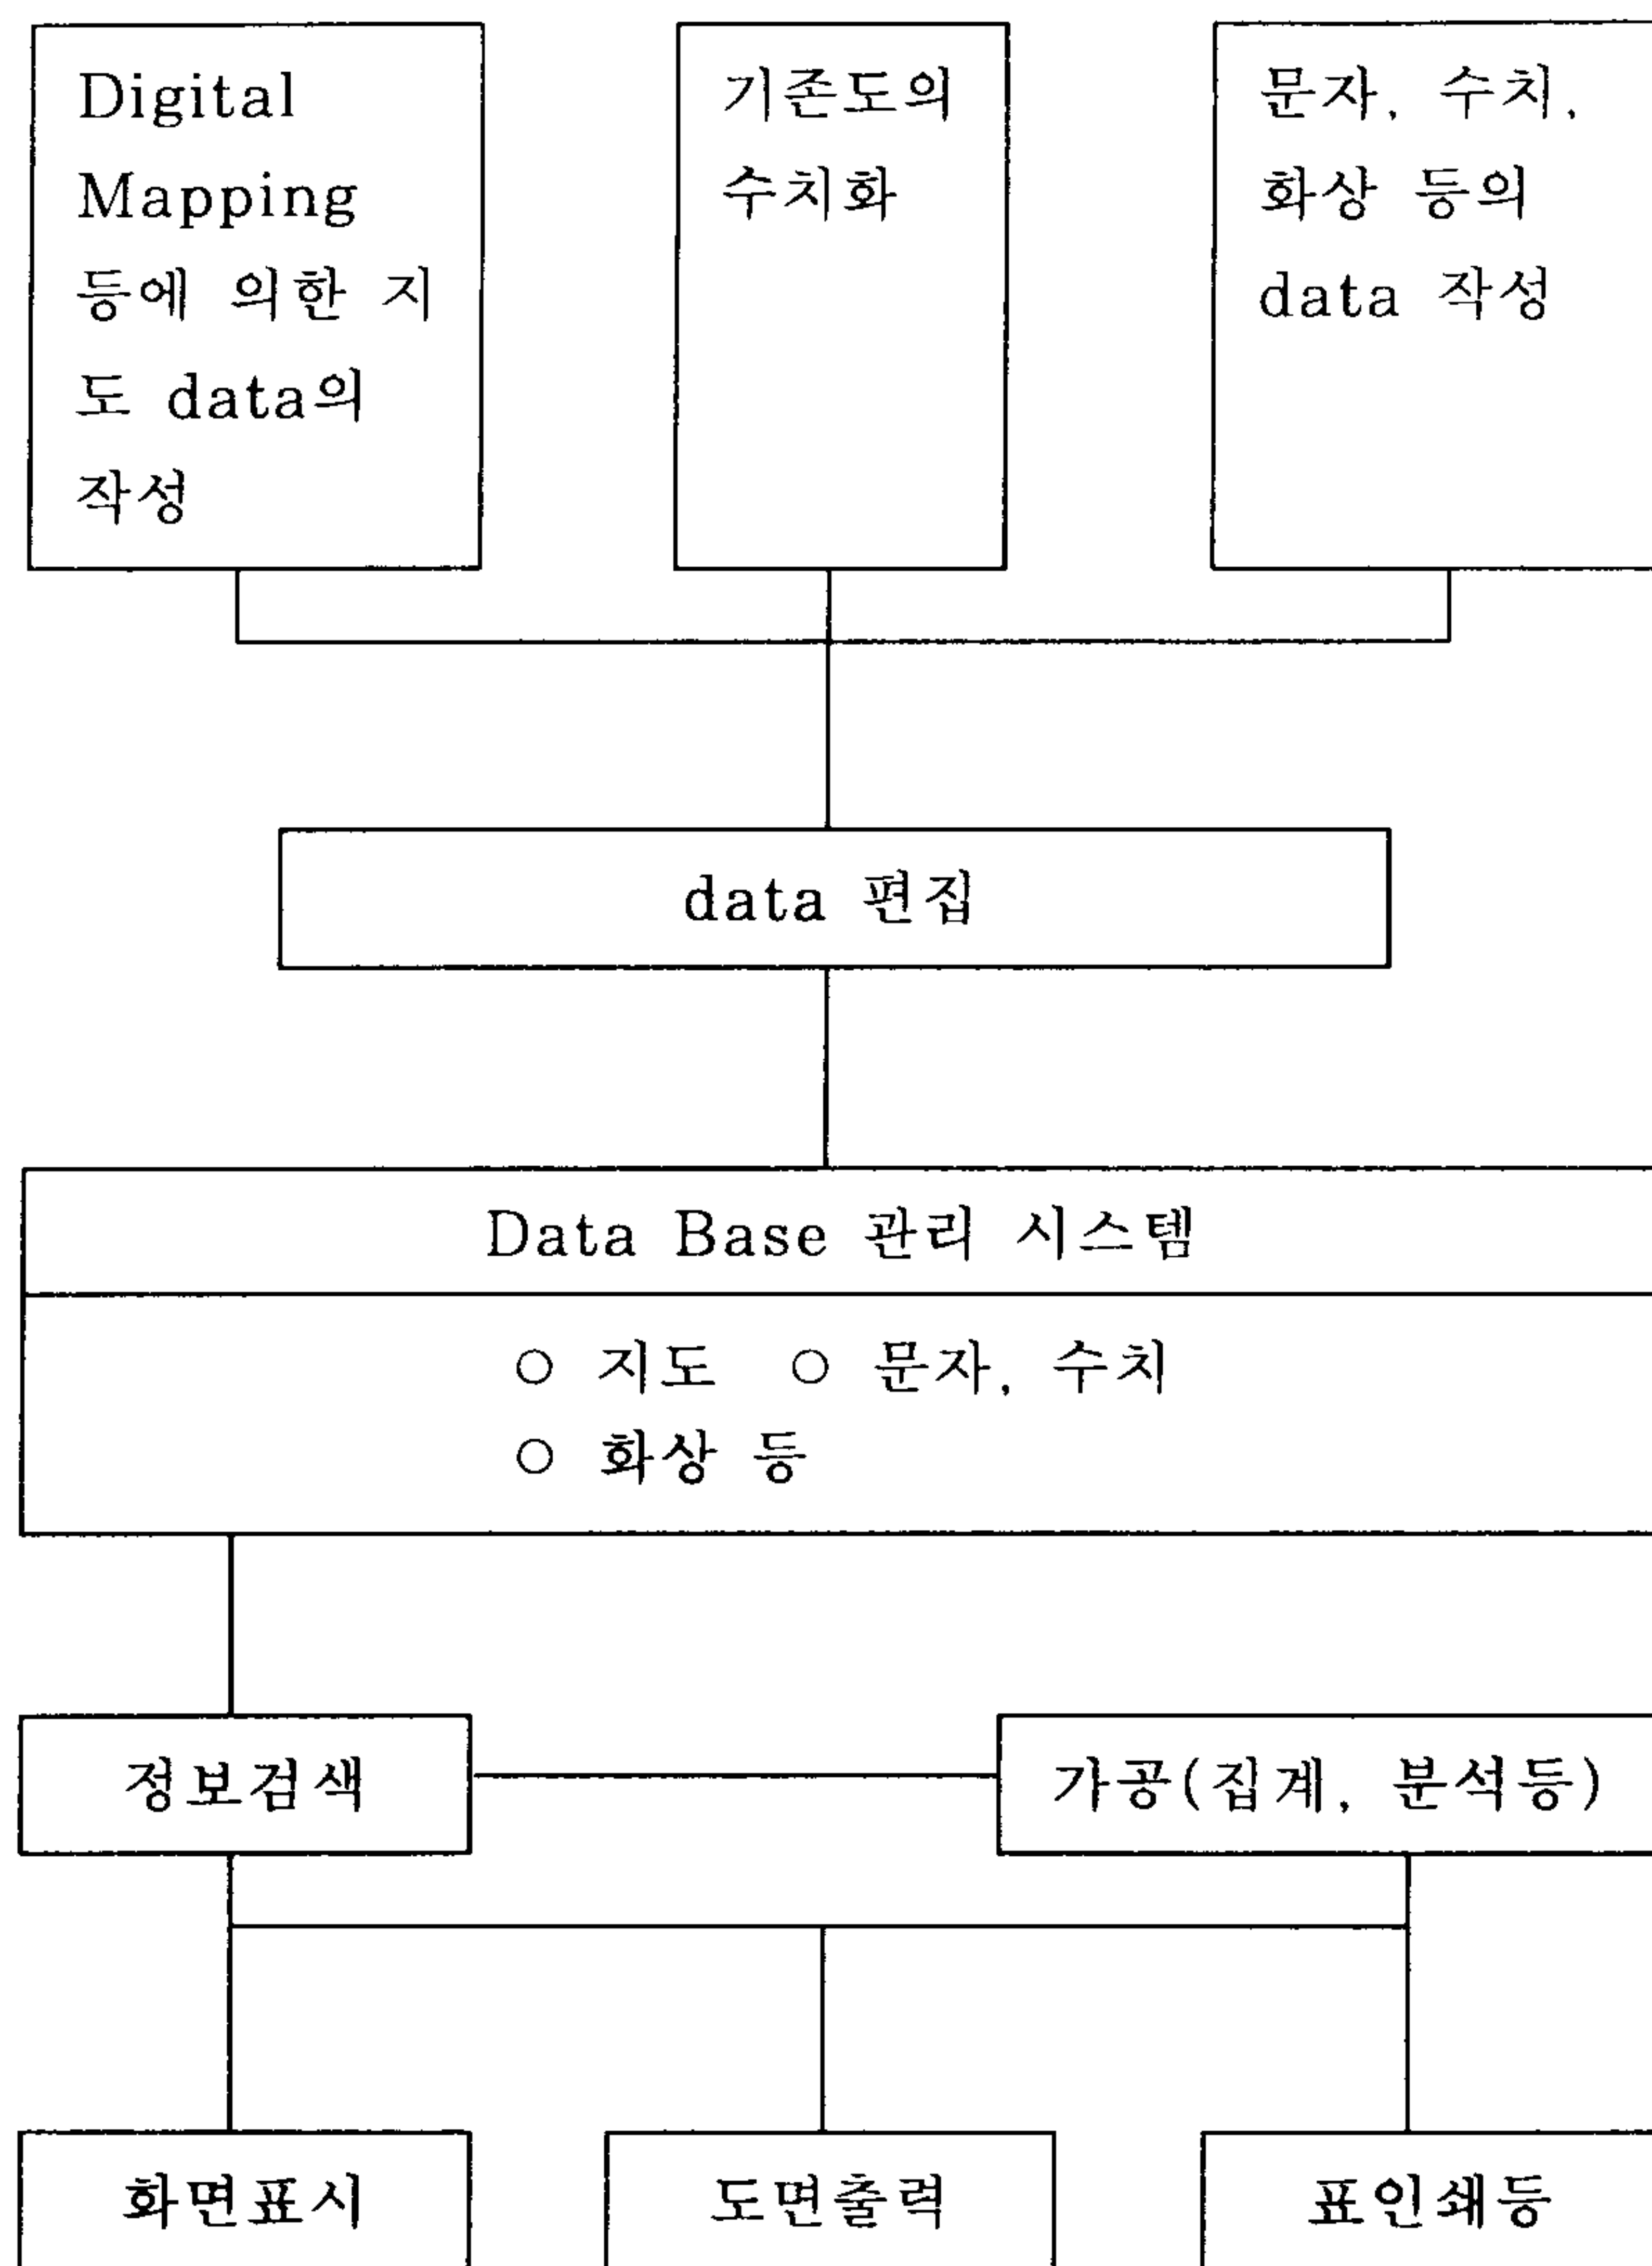 Digital
Mapping
등에 의한 지
도 data의
작성
기존도의
수치화
문자, 수치,
화상 등의
data 작성
data 편집
Data Base 관리 시스템
○ 지도 ○ 문자, 수치
○ 화상 등
정보검색
가공(집계, 분석등)
화면표시
도면출력
표인쇄등